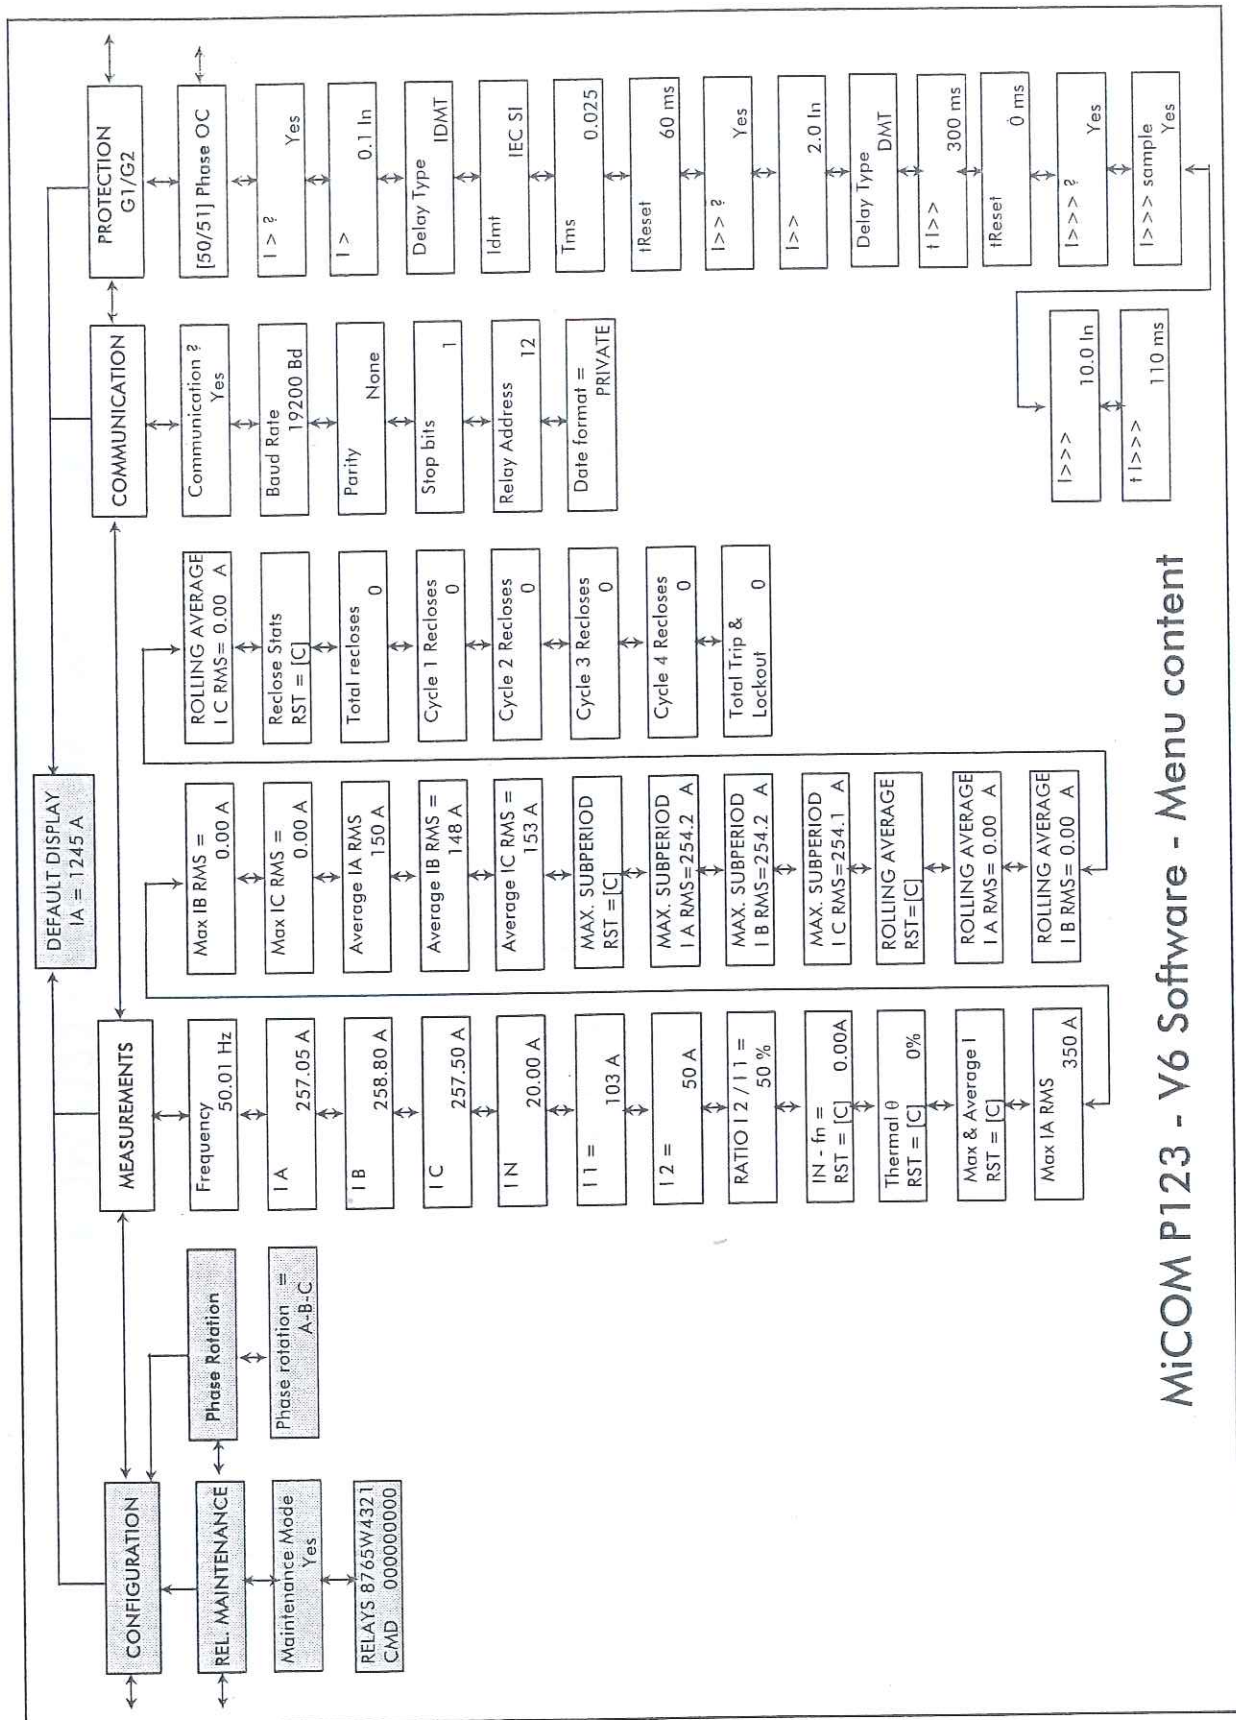 DEFAULT DISPLAY
IA = 1245 A
CONFIGURATION
REL. MAINTENANCE
Maintenance Mode
Yes
RELAYS 8765W4321
CMD 000000000
Phase Rotation
Phase rotation =
A-B-C
MEASUREMENTS
Frequency
50.01 Hz
I A
257.05 A
I B
258.80 A
I C
257.50 A
I N
20.00 A
I 1 =
103 A
I 2 =
50 A
RATIO I 2 / I 1 =
50 %
IN - fn =
RST = [C] 0.00A
Thermal θ
RST = [C] 0%
Max & Average I
RST = [C]
Max IA RMS
350 A
Max IB RMS =
0.00 A
Max IC RMS =
0.00 A
Average IA RMS
150 A
Average IB RMS =
148 A
Average IC RMS =
153 A
MAX. SUBPERIOD
RST =[C]
MAX. SUBPERIOD
I A RMS=254.2 A
MAX. SUBPERIOD
I B RMS=254.2 A
MAX. SUBPERIOD
I C RMS=254.1 A
ROLLING AVERAGE
RST=[C]
ROLLING AVERAGE
I A RMS= 0.00 A
ROLLING AVERAGE
I B RMS= 0.00 A
ROLLING AVERAGE
I C RMS= 0.00 A
Reclose Stats
RST = [C]
Total recloses
0
Cycle 1 Recloses
0
Cycle 2 Recloses
0
Cycle 3 Recloses
0
Cycle 4 Recloses
0
Total Trip &
Lockout 0
COMMUNICATION
Communication ?
Yes
Baud Rate
19200 Bd
Parity
None
Stop bits
1
Relay Address
12
Date format =
PRIVATE
PROTECTION
G1/G2
[50/51] Phase OC
I > ?
Yes
I >
0.1 In
Delay Type
IDMT
Idmt
IEC SI
Tms
0.025
tReset
60 ms
I>> ?
Yes
I>>
2.0 In
Delay Type
DMT
t I>>
300 ms
tReset
0 ms
I>>> ?
Yes
I>>> sample
Yes
I>>>
10.0 In
t I>>>
110 ms
MiCOM P123 - V6 Software - Menu content